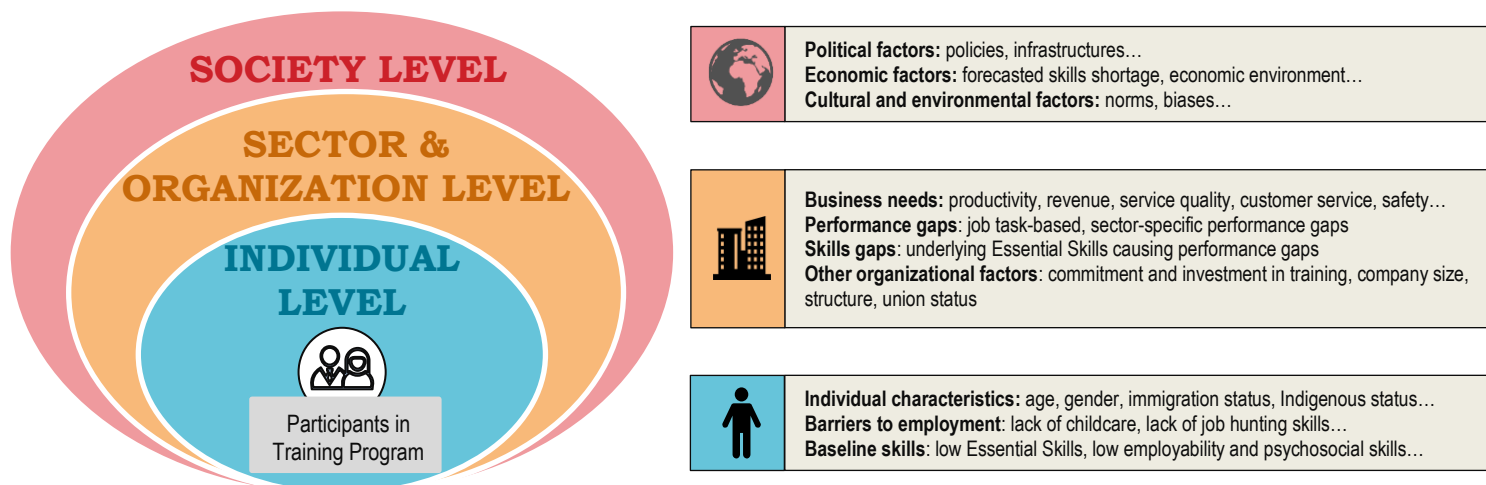 SOCIETY LEVEL
SECTOR &
ORGANIZATION LEVEL
INDIVIDUAL
LEVEL
Participants in
Training Program
Political factors: policies, infrastructures…
Economic factors: forecasted skills shortage, economic environment…
Cultural and environmental factors: norms, biases…
Business needs: productivity, revenue, service quality, customer service, safety…
Performance gaps: job task-based, sector-specific performance gaps
Skills gaps: underlying Essential Skills causing performance gaps
Other organizational factors: commitment and investment in training, company size,
structure, union status
Individual characteristics: age, gender, immigration status, Indigenous status…
Barriers to employment: lack of childcare, lack of job hunting skills…
Baseline skills: low Essential Skills, low employability and psychosocial skills…